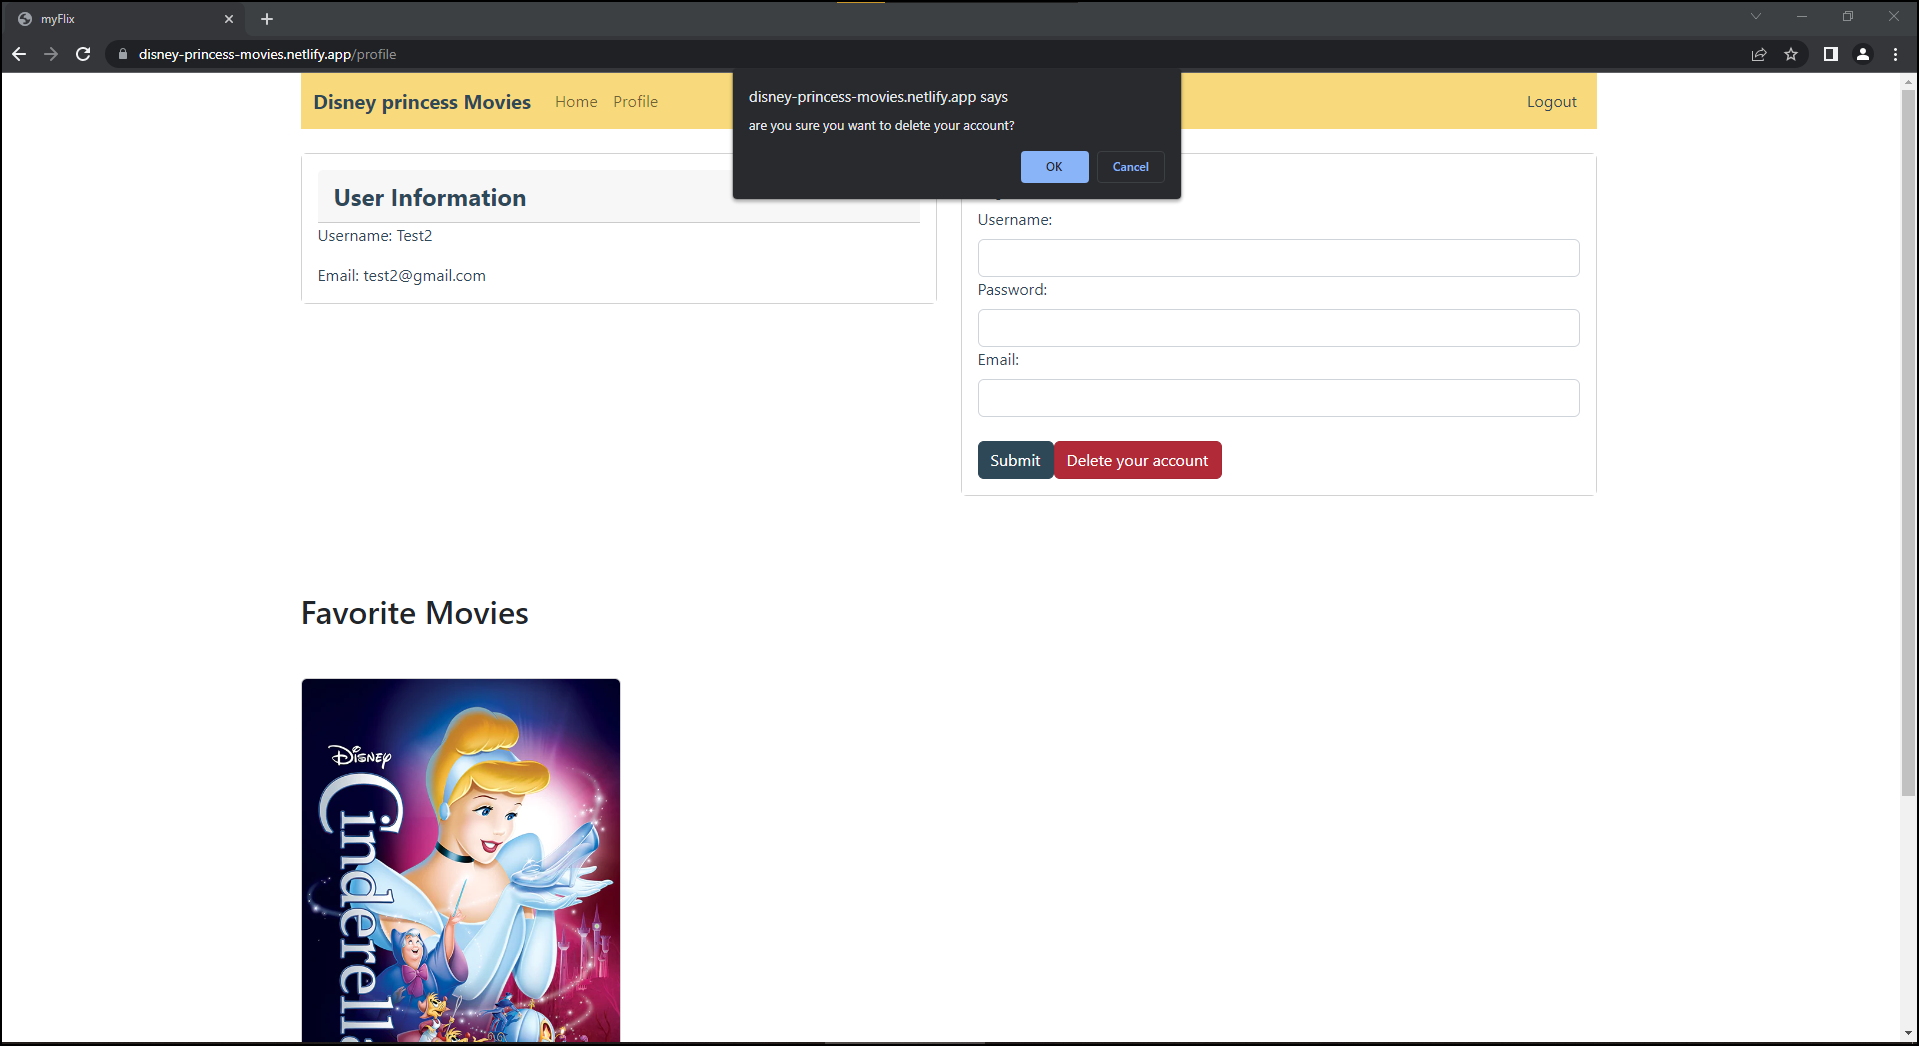 myFlix
disney-princess-movies.netlify.app/profile
disney-princess-movies.netlify.app says
are you sure you want to delete your account?
OK
Cancel
Disney princess Movies
Home
Profile
Logout
User Information
Username: Test2
Email: test2@gmail.com
Username:
Password:
Email:
Submit
Delete your account
Favorite Movies
Disney
Cinderella